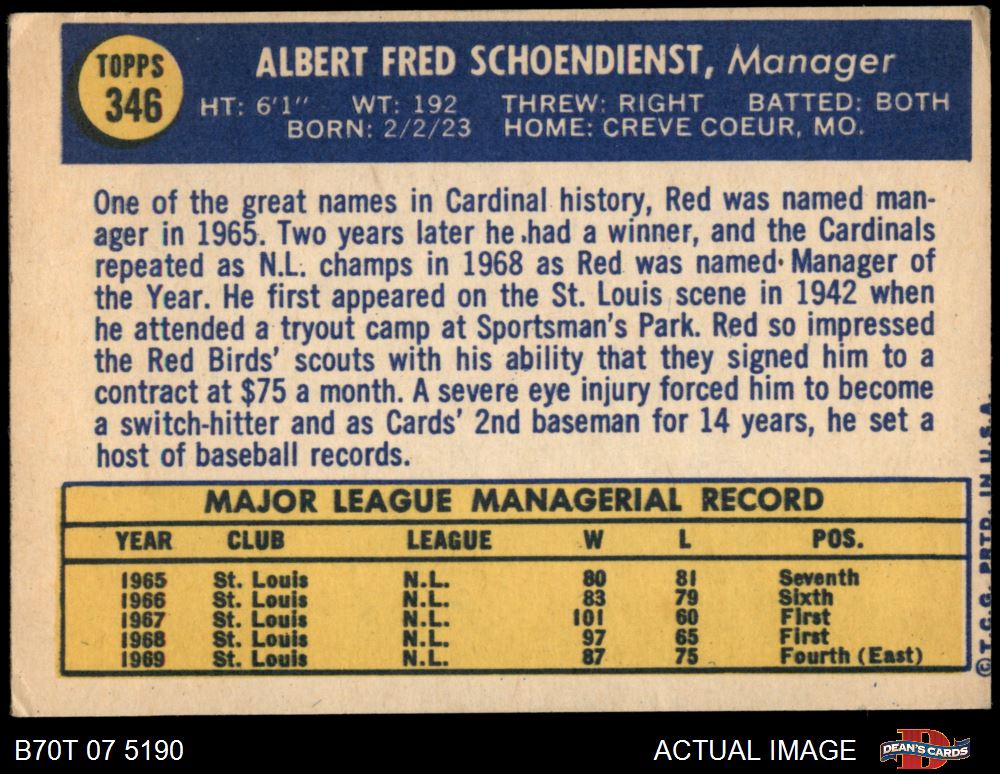 TOPPS
346
ALBERT FRED SCHOENDIENST, Manager
HT: 6'1" WT: 192 THREW: RIGHT BATTED: BOTH
BORN: 2/2/23 HOME: CREVE COEUR, MO.
One of the great names in Cardinal history, Red was named man-
ager in 1965. Two years later he had a winner, and the Cardinals
repeated as N.L. champs in 1968 as Red was named Manager of
the Year. He first appeared on the St. Louis scene in 1942 when
he attended a tryout camp at Sportsman's Park. Red so impressed
the Red Birds' scouts with his ability that they signed him to a
contract at $75 a month. A severe eye injury forced him to become
a switch-hitter and as Cards' 2nd baseman for 14 years, he set a
host of baseball records.
MAJOR LEAGUE MANAGERIAL RECORD
YEAR CLUB LEAGUE W L POS.
1965 St. Louis N.L. 80 81 Seventh
1966 St. Louis N.L. 83 79 Sixth
1967 St. Louis N.L. 101 60 First
1968 St. Louis N.L. 97 65 First
1969 St. Louis N.L. 87 75 Fourth (East)
©T.C.G. PRTD. IN U.S.A.
B70T 07 5190
ACTUAL IMAGE
DEAN'S CARDS